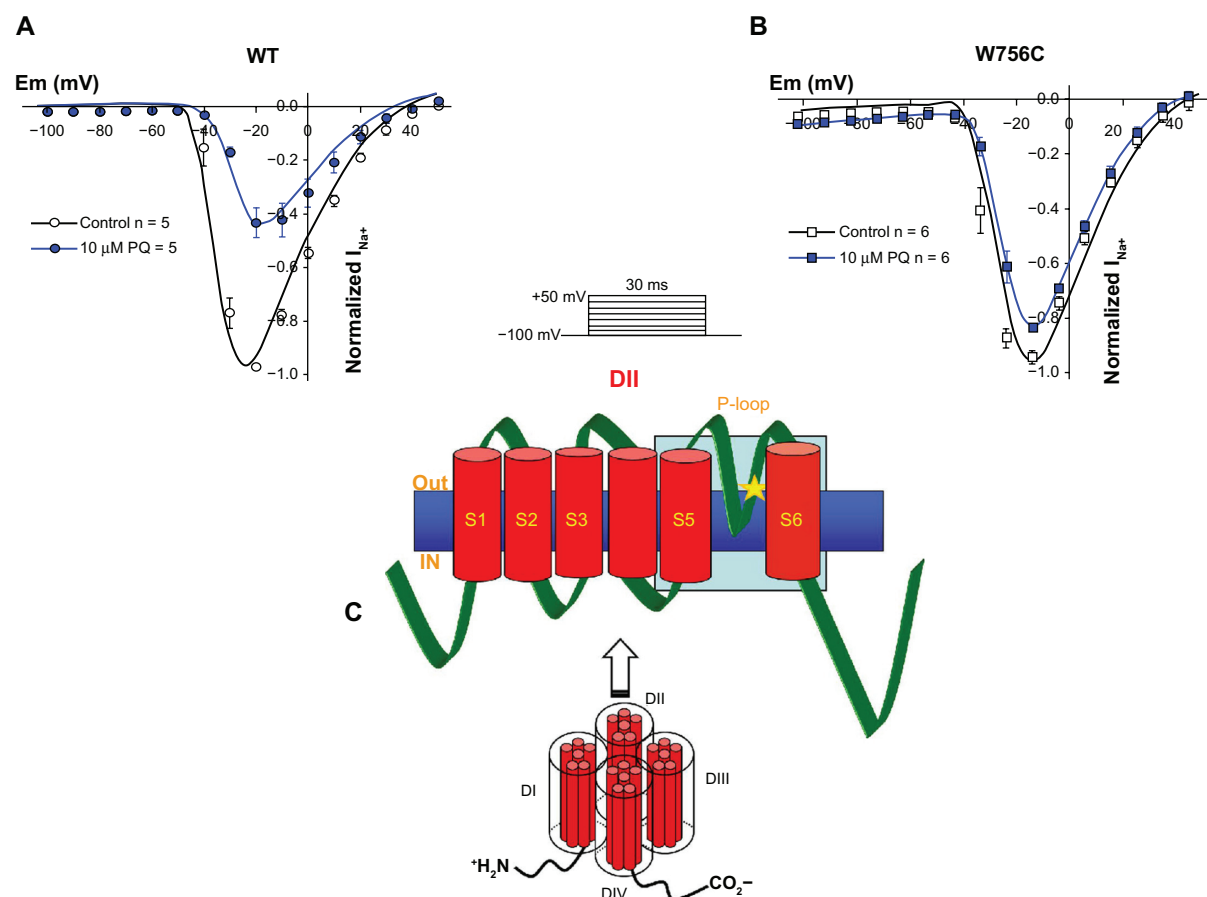 A
WT
Em (mV)
0.0
−100 −80 −60 −40 −20 0 20 40
−0.2
−0.4
−0.6
−0.8
−1.0
Control n = 5
10 μM PQ = 5
Normalized I_Na+
B
W756C
Em (mV)
0.0
−100 −80 −60 −40 −20 0 20 40
−0.2
−0.4
−0.6
−0.8
−1.0
Control n = 6
10 μM PQ n = 6
Normalized I_Na+
30 ms
+50 mV
−100 mV
DII
P-loop
Out
S1 S2 S3 S5 S6
IN
C
DII
DI
DIII
⁺H₂N
DIV
CO₂−